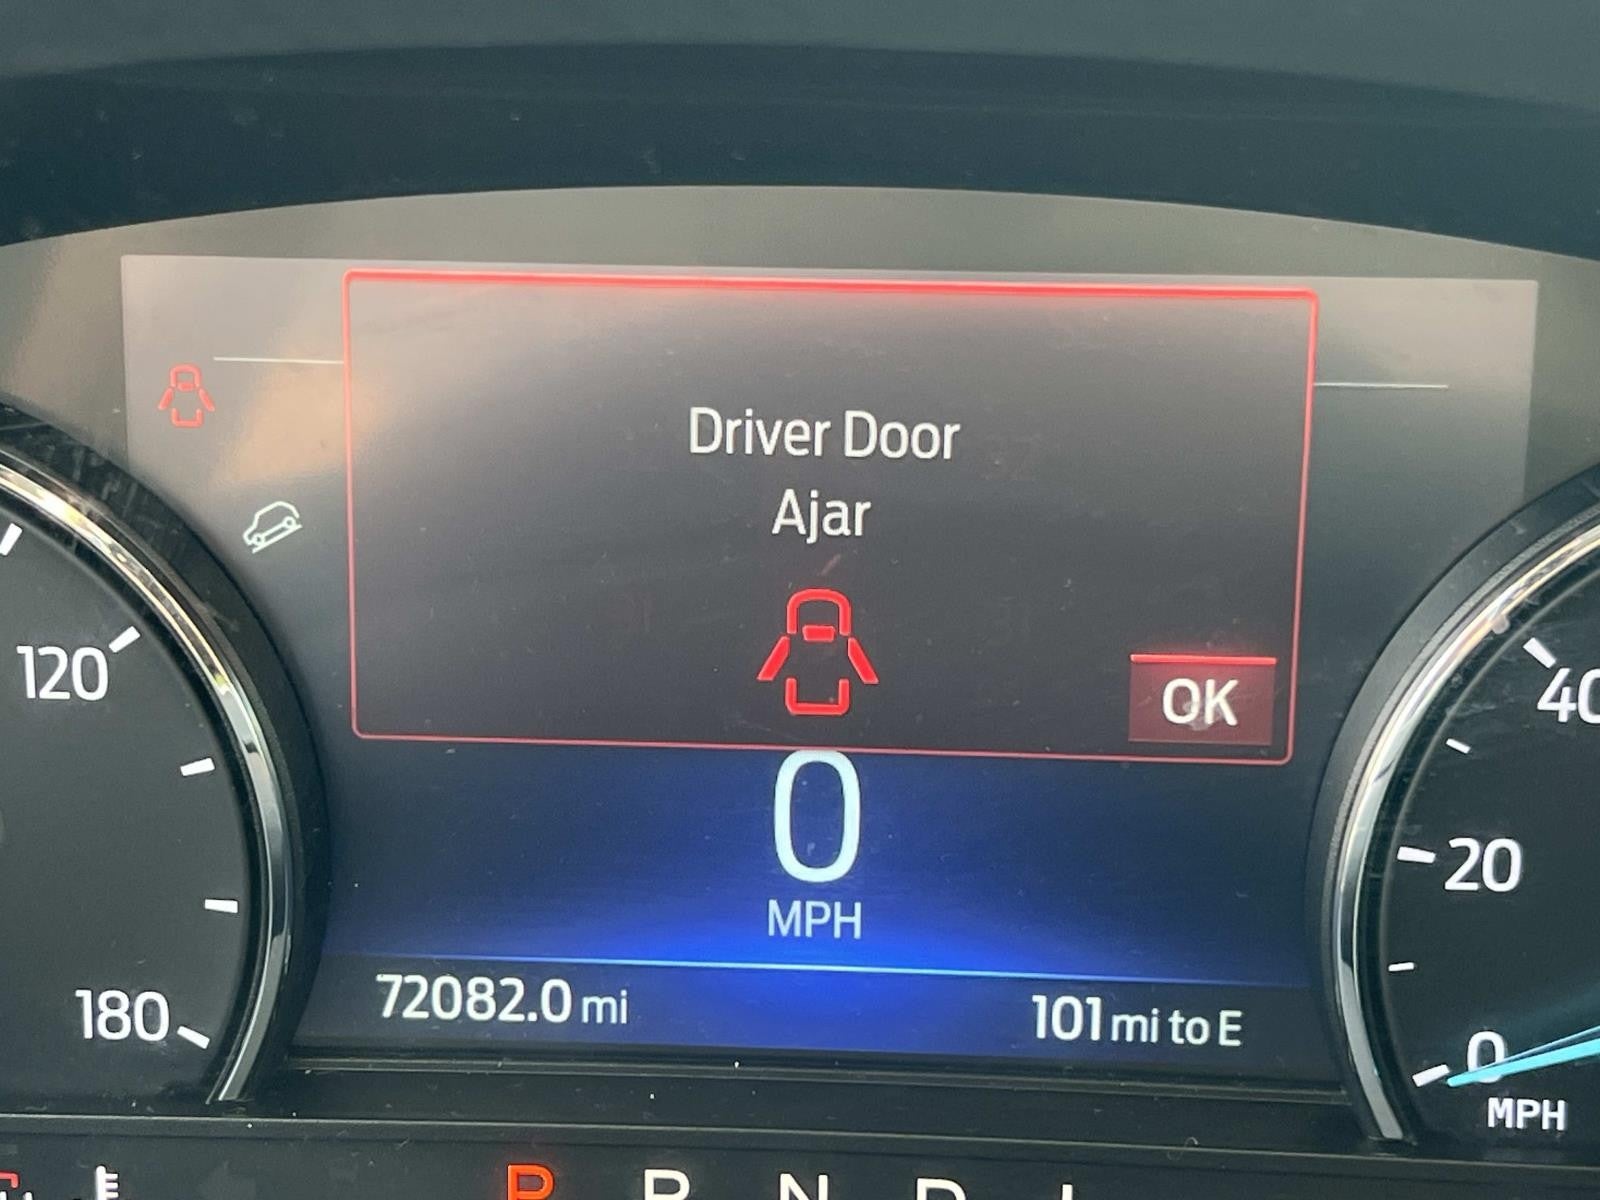 Driver Door
Ajar
OK
0
MPH
72082.0 mi
101 mi to E
120
180
40
20
0
MPH
P R N D L